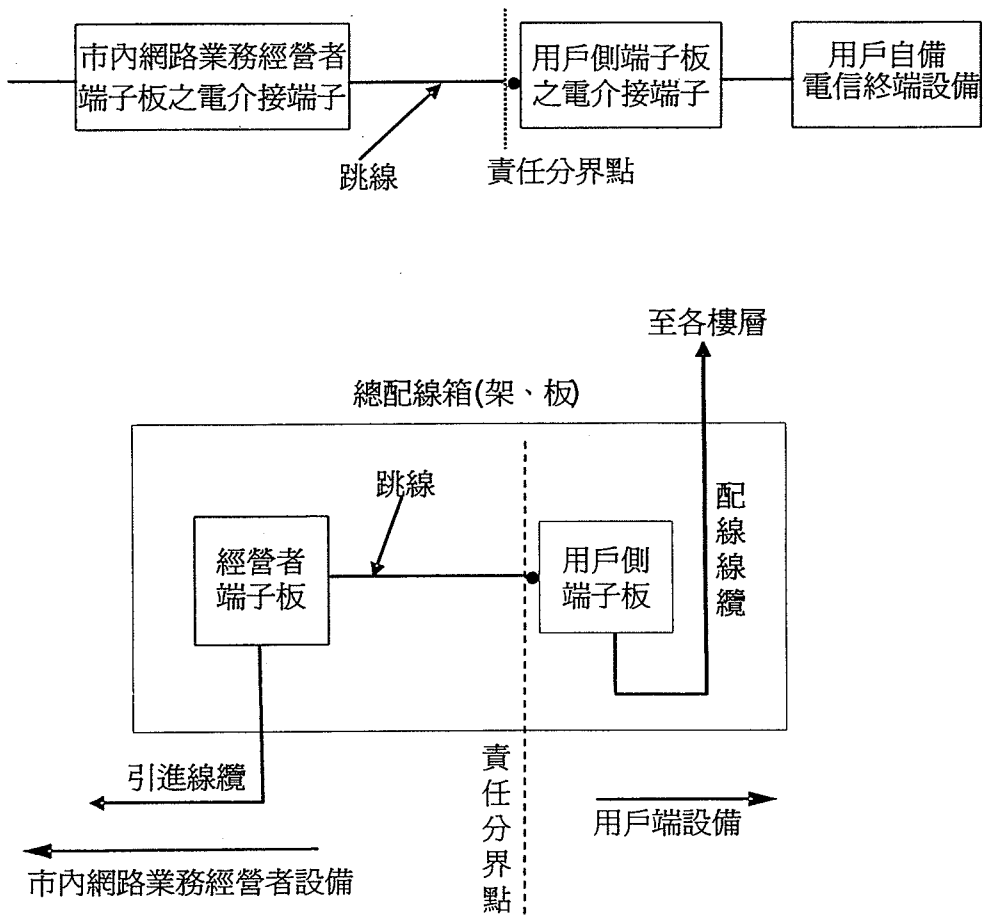 市內網路業務經營者
端子板之電介接端子
用戶側端子板
之電介接端子
用戶自備
電信終端設備
跳線
責任分界點
至各樓層
總配線箱(架、板)
跳線
經營者
端子板
用戶側
端子板
配線線纜
引進線纜
責任分界點
用戶端設備
市內網路業務經營者設備